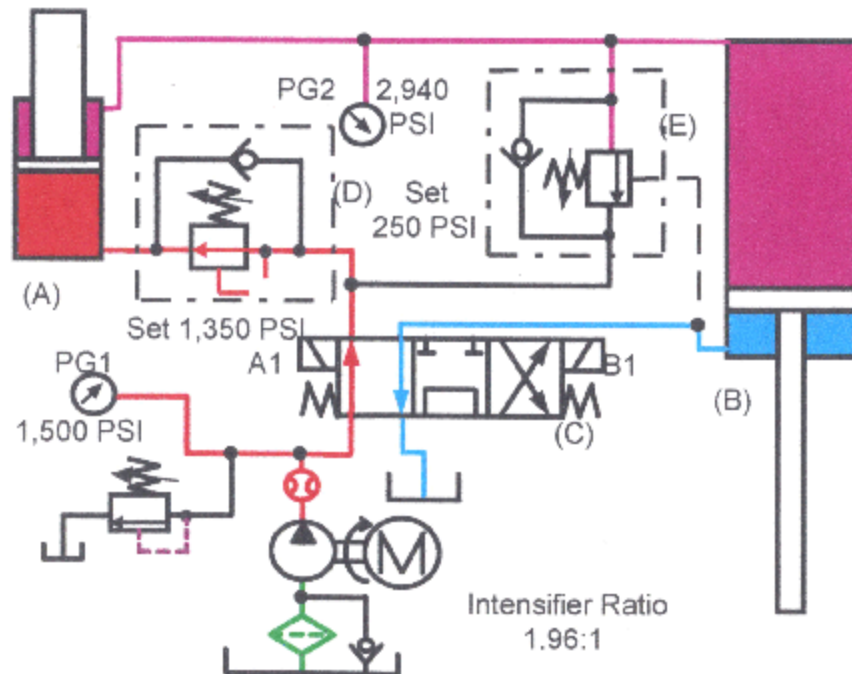 PG2
2,940
PSI
(E)
(D)
Set
250 PSI
(A)
Set 1,350 PSI
PG1
A1
B1
1,500 PSI
(B)
(C)
M
Intensifier Ratio
1.96:1